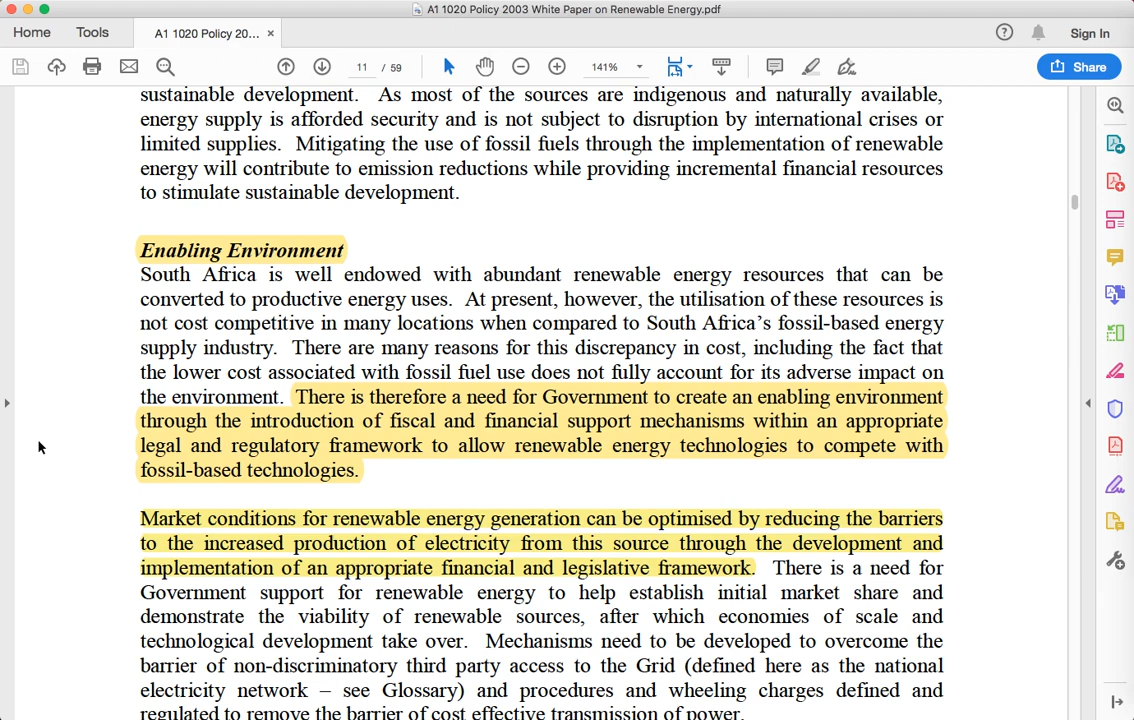 A1 1020 Policy 2003 White Paper on Renewable Energy.pdf
Home Tools A1 1020 Policy 20... × Sign In
11 / 59 141% Share
sustainable development. As most of the sources are indigenous and naturally available,
energy supply is afforded security and is not subject to disruption by international crises or
limited supplies. Mitigating the use of fossil fuels through the implementation of renewable
energy will contribute to emission reductions while providing incremental financial resources
to stimulate sustainable development.
Enabling Environment
South Africa is well endowed with abundant renewable energy resources that can be
converted to productive energy uses. At present, however, the utilisation of these resources is
not cost competitive in many locations when compared to South Africa's fossil-based energy
supply industry. There are many reasons for this discrepancy in cost, including the fact that
the lower cost associated with fossil fuel use does not fully account for its adverse impact on
the environment. There is therefore a need for Government to create an enabling environment
through the introduction of fiscal and financial support mechanisms within an appropriate
legal and regulatory framework to allow renewable energy technologies to compete with
fossil-based technologies.
Market conditions for renewable energy generation can be optimised by reducing the barriers
to the increased production of electricity from this source through the development and
implementation of an appropriate financial and legislative framework. There is a need for
Government support for renewable energy to help establish initial market share and
demonstrate the viability of renewable sources, after which economies of scale and
technological development take over. Mechanisms need to be developed to overcome the
barrier of non-discriminatory third party access to the Grid (defined here as the national
electricity network – see Glossary) and procedures and wheeling charges defined and
regulated to remove the barrier of cost effective transmission of power.